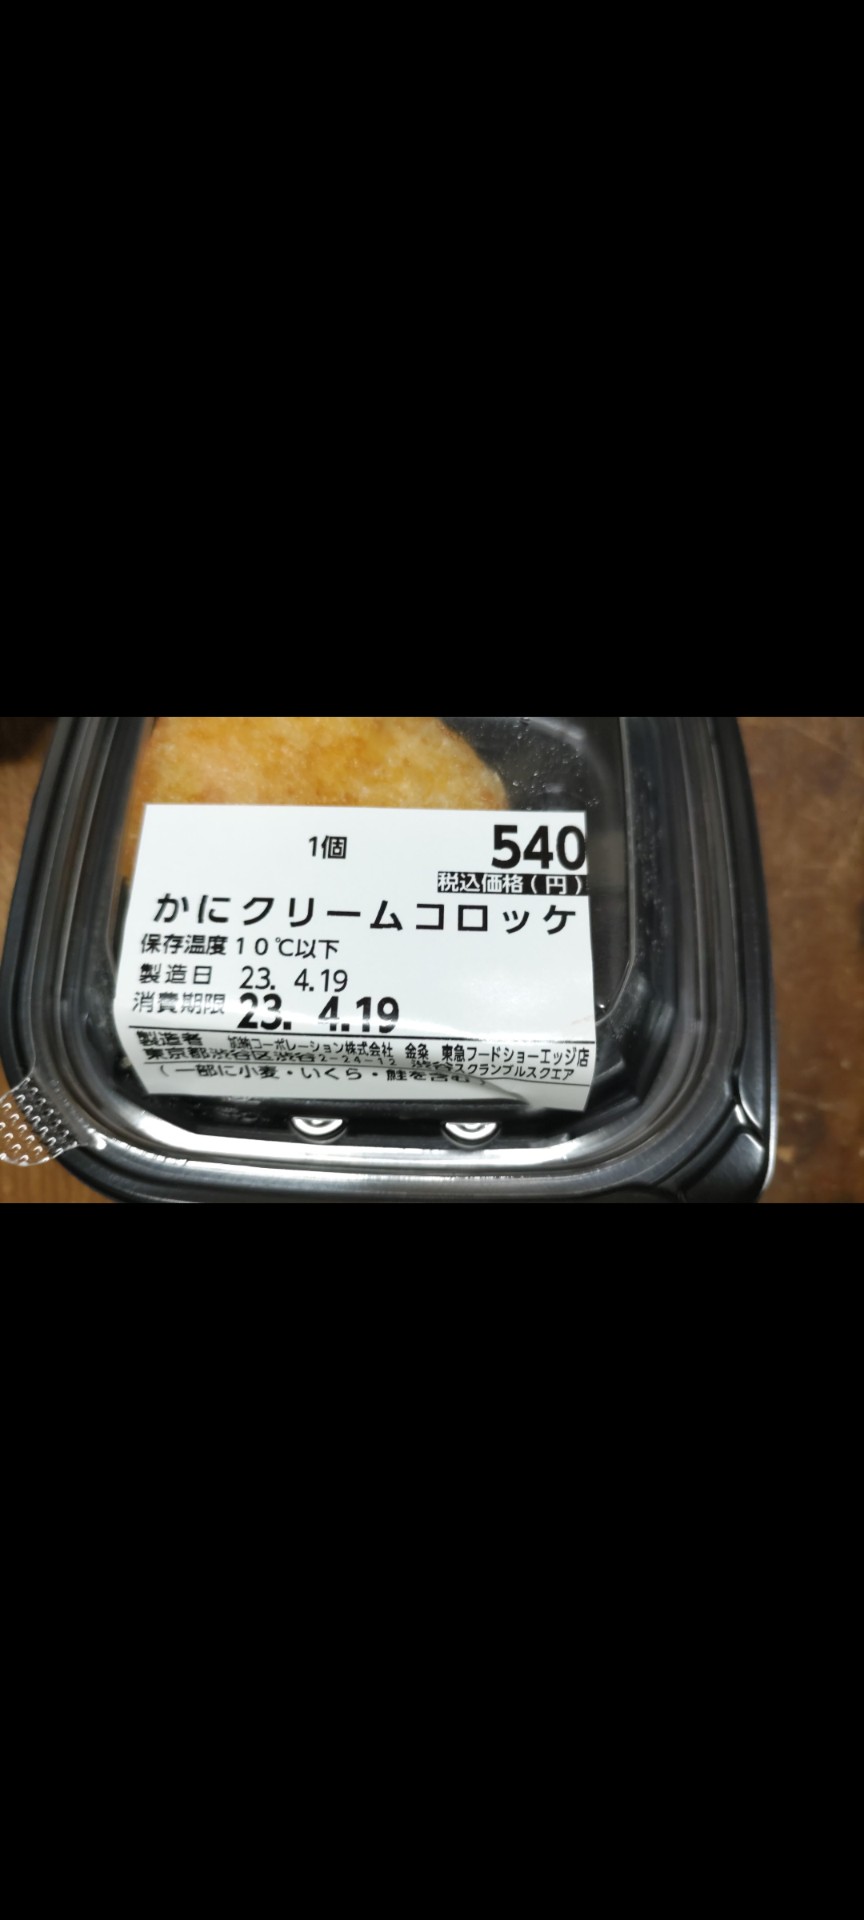 1個
540
税込価格(円)
かにクリームコロッケ
保存温度10℃以下
製造日 23. 4.19
消費期限 23. 4.19
製造者 加納コーポレーション株式会社 金粂 東急フードショーエッジ店
東京都渋谷区渋谷2-24-12 渋谷スクランブルスクエア
(一部に小麦・いくら・鮭を含む)